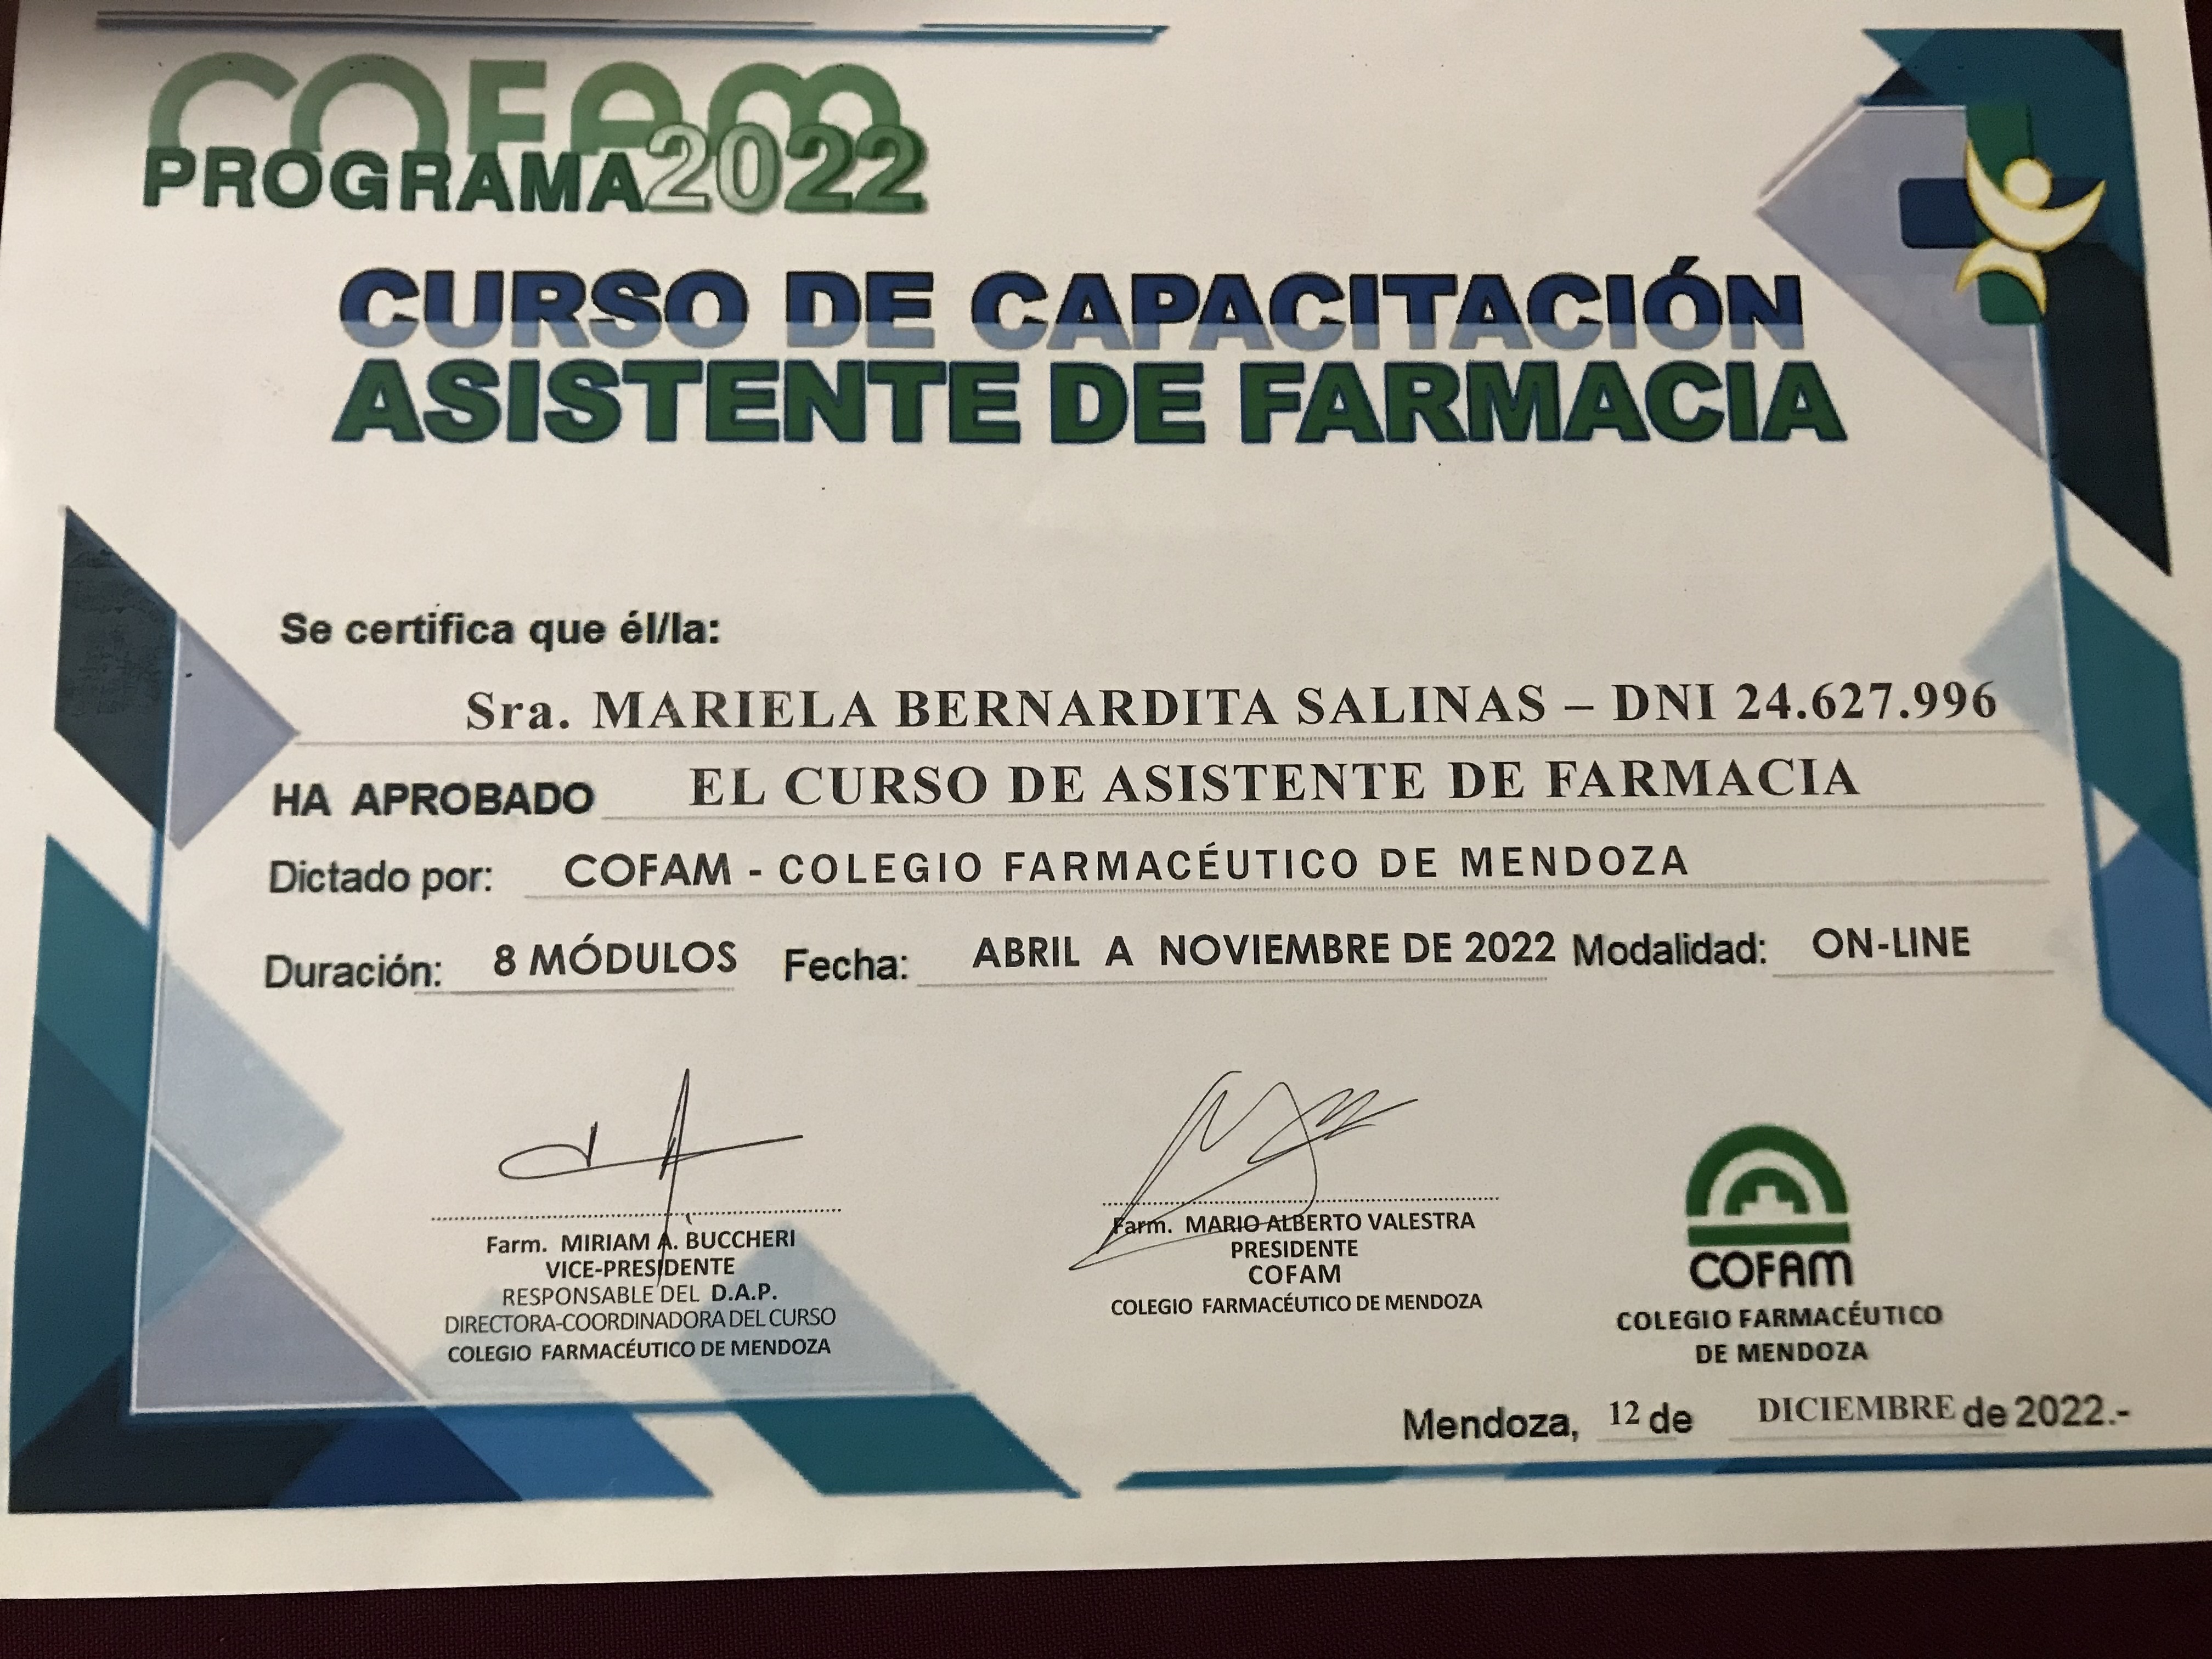 COFAM
PROGRAMA 2022
CURSO DE CAPACITACIÓN
ASISTENTE DE FARMACIA
Se certifica que él/la:
Sra. MARIELA BERNARDITA SALINAS – DNI 24.627.996
HA APROBADO EL CURSO DE ASISTENTE DE FARMACIA
Dictado por: COFAM - COLEGIO FARMACÉUTICO DE MENDOZA
Duración: 8 MÓDULOS Fecha: ABRIL A NOVIEMBRE DE 2022 Modalidad: ON-LINE
Farm. MIRIAM A. BUCCHERI
VICE-PRESIDENTE
RESPONSABLE DEL D.A.P.
DIRECTORA-COORDINADORA DEL CURSO
COLEGIO FARMACÉUTICO DE MENDOZA
Farm. MARIO ALBERTO VALESTRA
PRESIDENTE
COFAM
COLEGIO FARMACÉUTICO DE MENDOZA
COFAM
COLEGIO FARMACÉUTICO
DE MENDOZA
Mendoza, 12 de DICIEMBRE de 2022.-